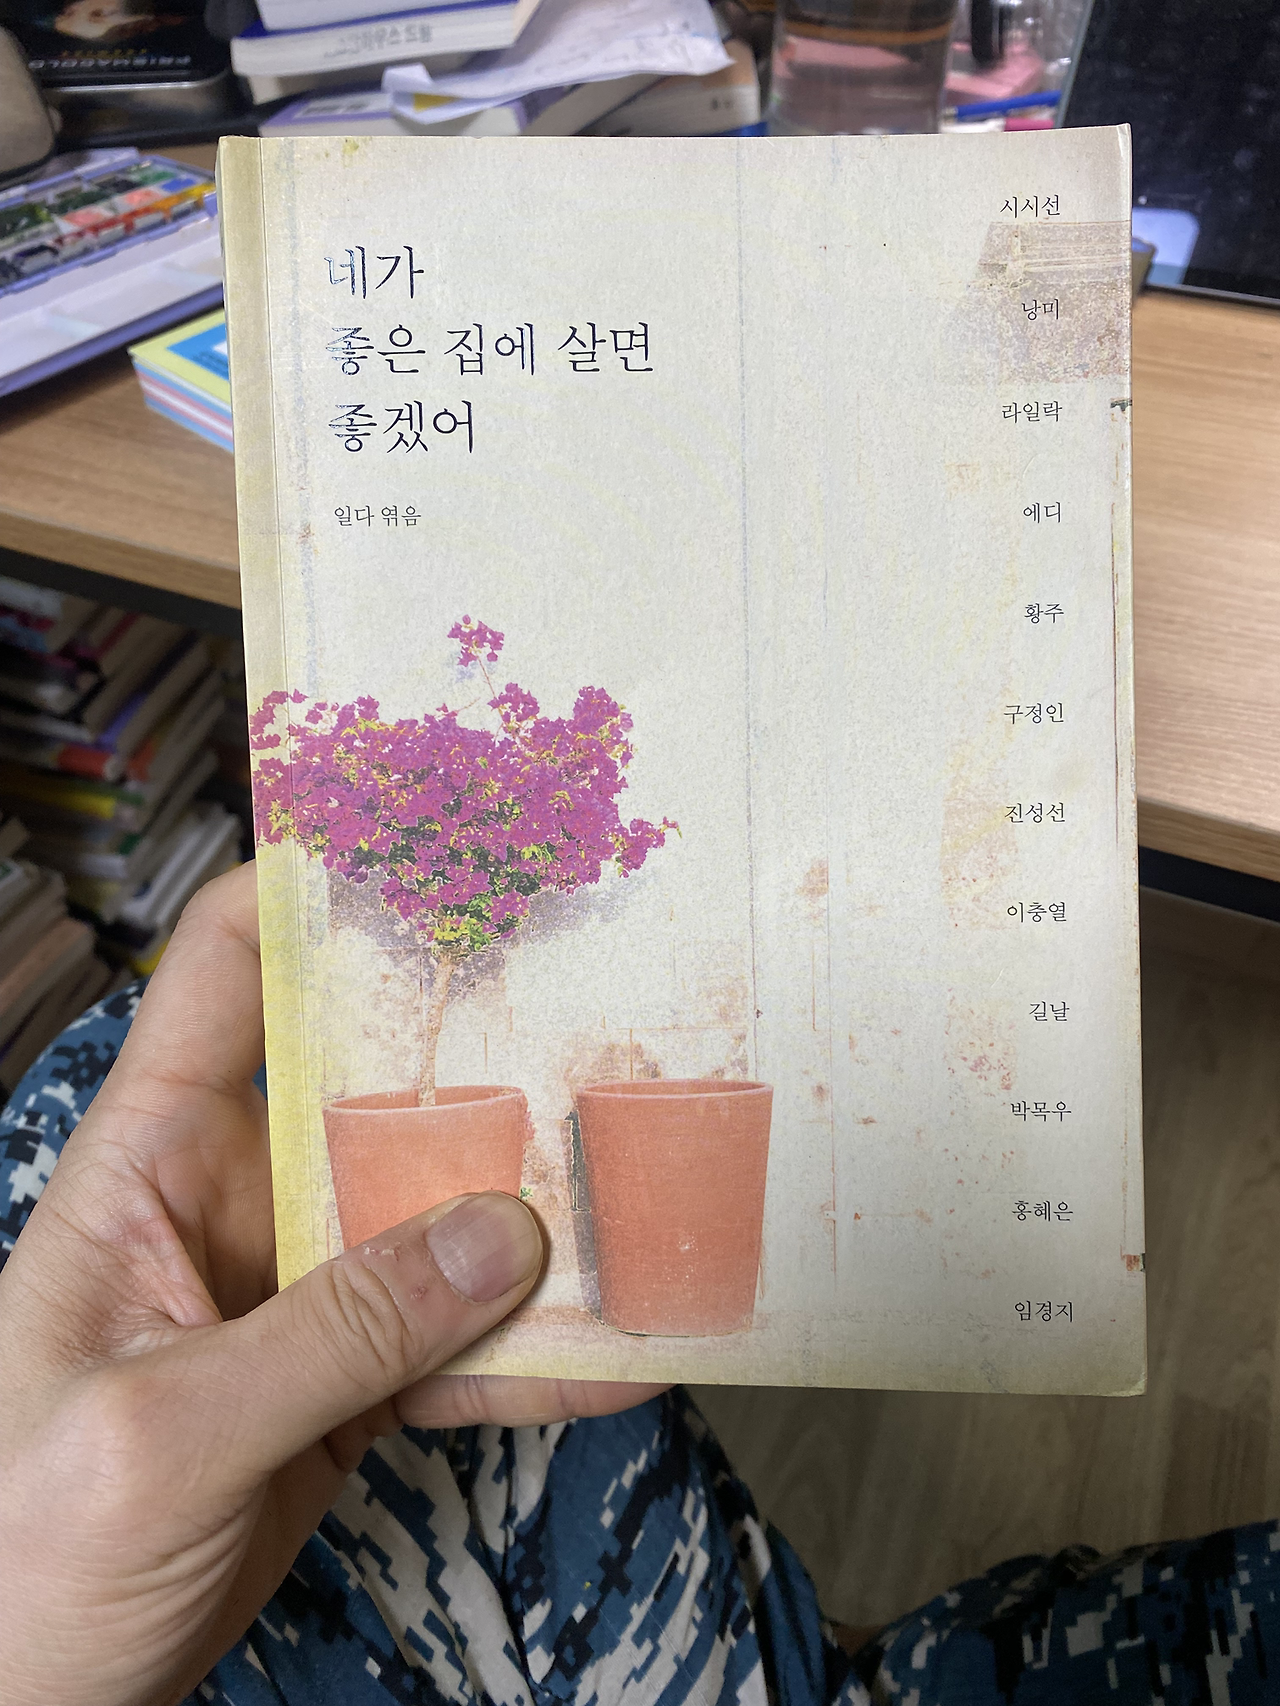 네가
좋은 집에 살면
좋겠어
일다 엮음
시시선
낭미
라일락
에디
황주
구정인
진성선
이충열
길날
박목우
홍혜은
임경지